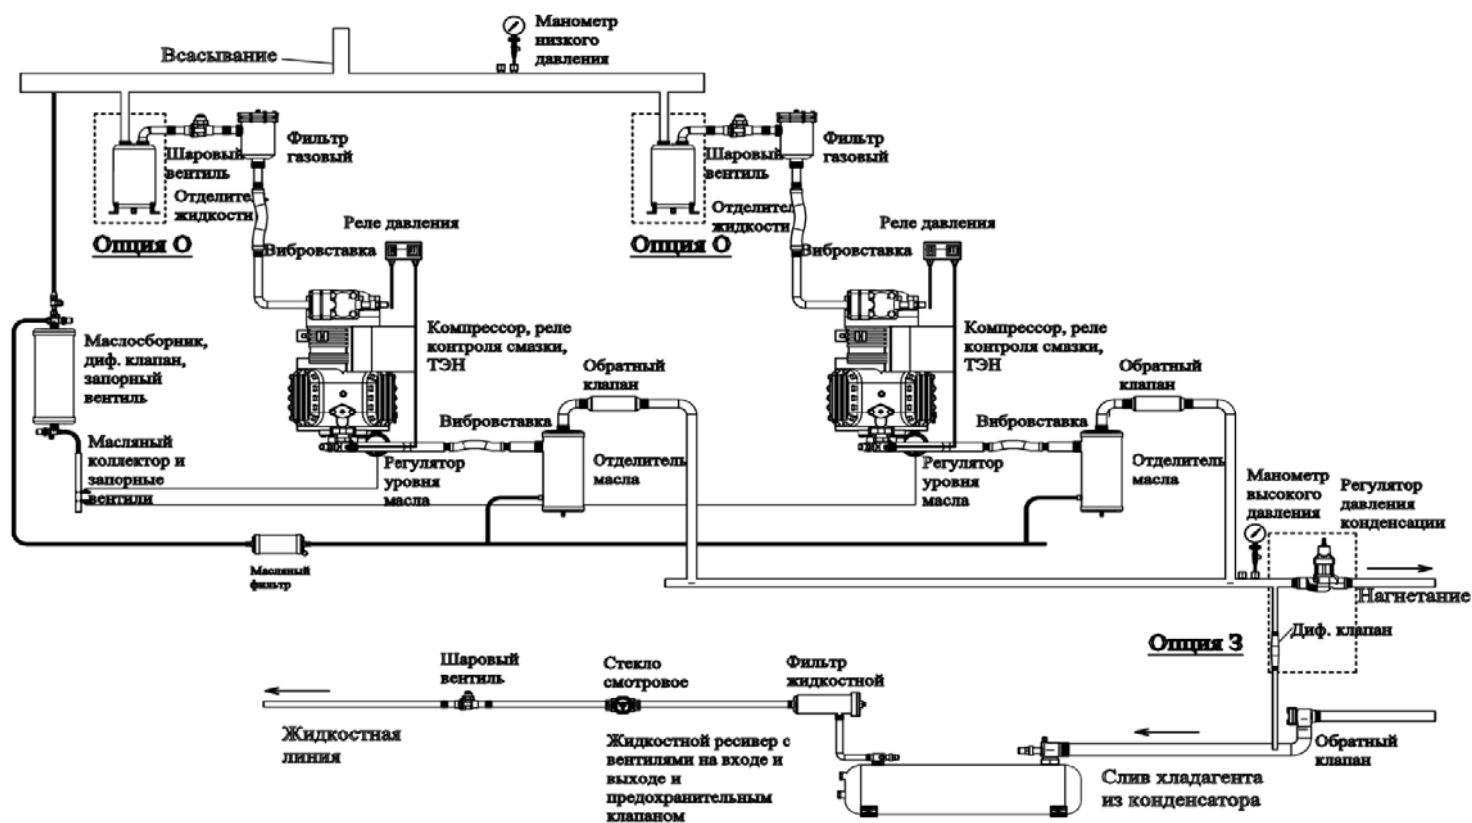 Манометр
низкого
давления
Всасывание
Фильтр
газовый
Шаровый
вентиль
Отделитель
жидкости
Опция О
Реле давления
Вибровставка
Фильтр
газовый
Шаровый
вентиль
Отделитель
жидкости
Опция О
Реле давления
Вибровставка
Маслосборник,
диф. клапан,
запорный
вентиль
Компрессор, реле
контроля смазки,
ТЭН
Обратный
клапан
Компрессор, реле
контроля смазки,
ТЭН
Обратный
клапан
Масляный
коллектор и
запорные
вентили
Вибровставка
Регулятор
уровня
масла
Отделитель
масла
Вибровставка
Регулятор
уровня
масла
Отделитель
масла
Манометр
высокого
давления
Регулятор
давления
конденсации
Масляный
фильтр
Нагнетание
Опция 3
Диф. клапан
Шаровый
вентиль
Стекло
смотровое
Фильтр
жидкостной
Жидкостная
линия
Жидкостной ресивер с
вентилями на входе и
выходе и
предохранительным
клапаном
Слив хладагента
из конденсатора
Обратный
клапан